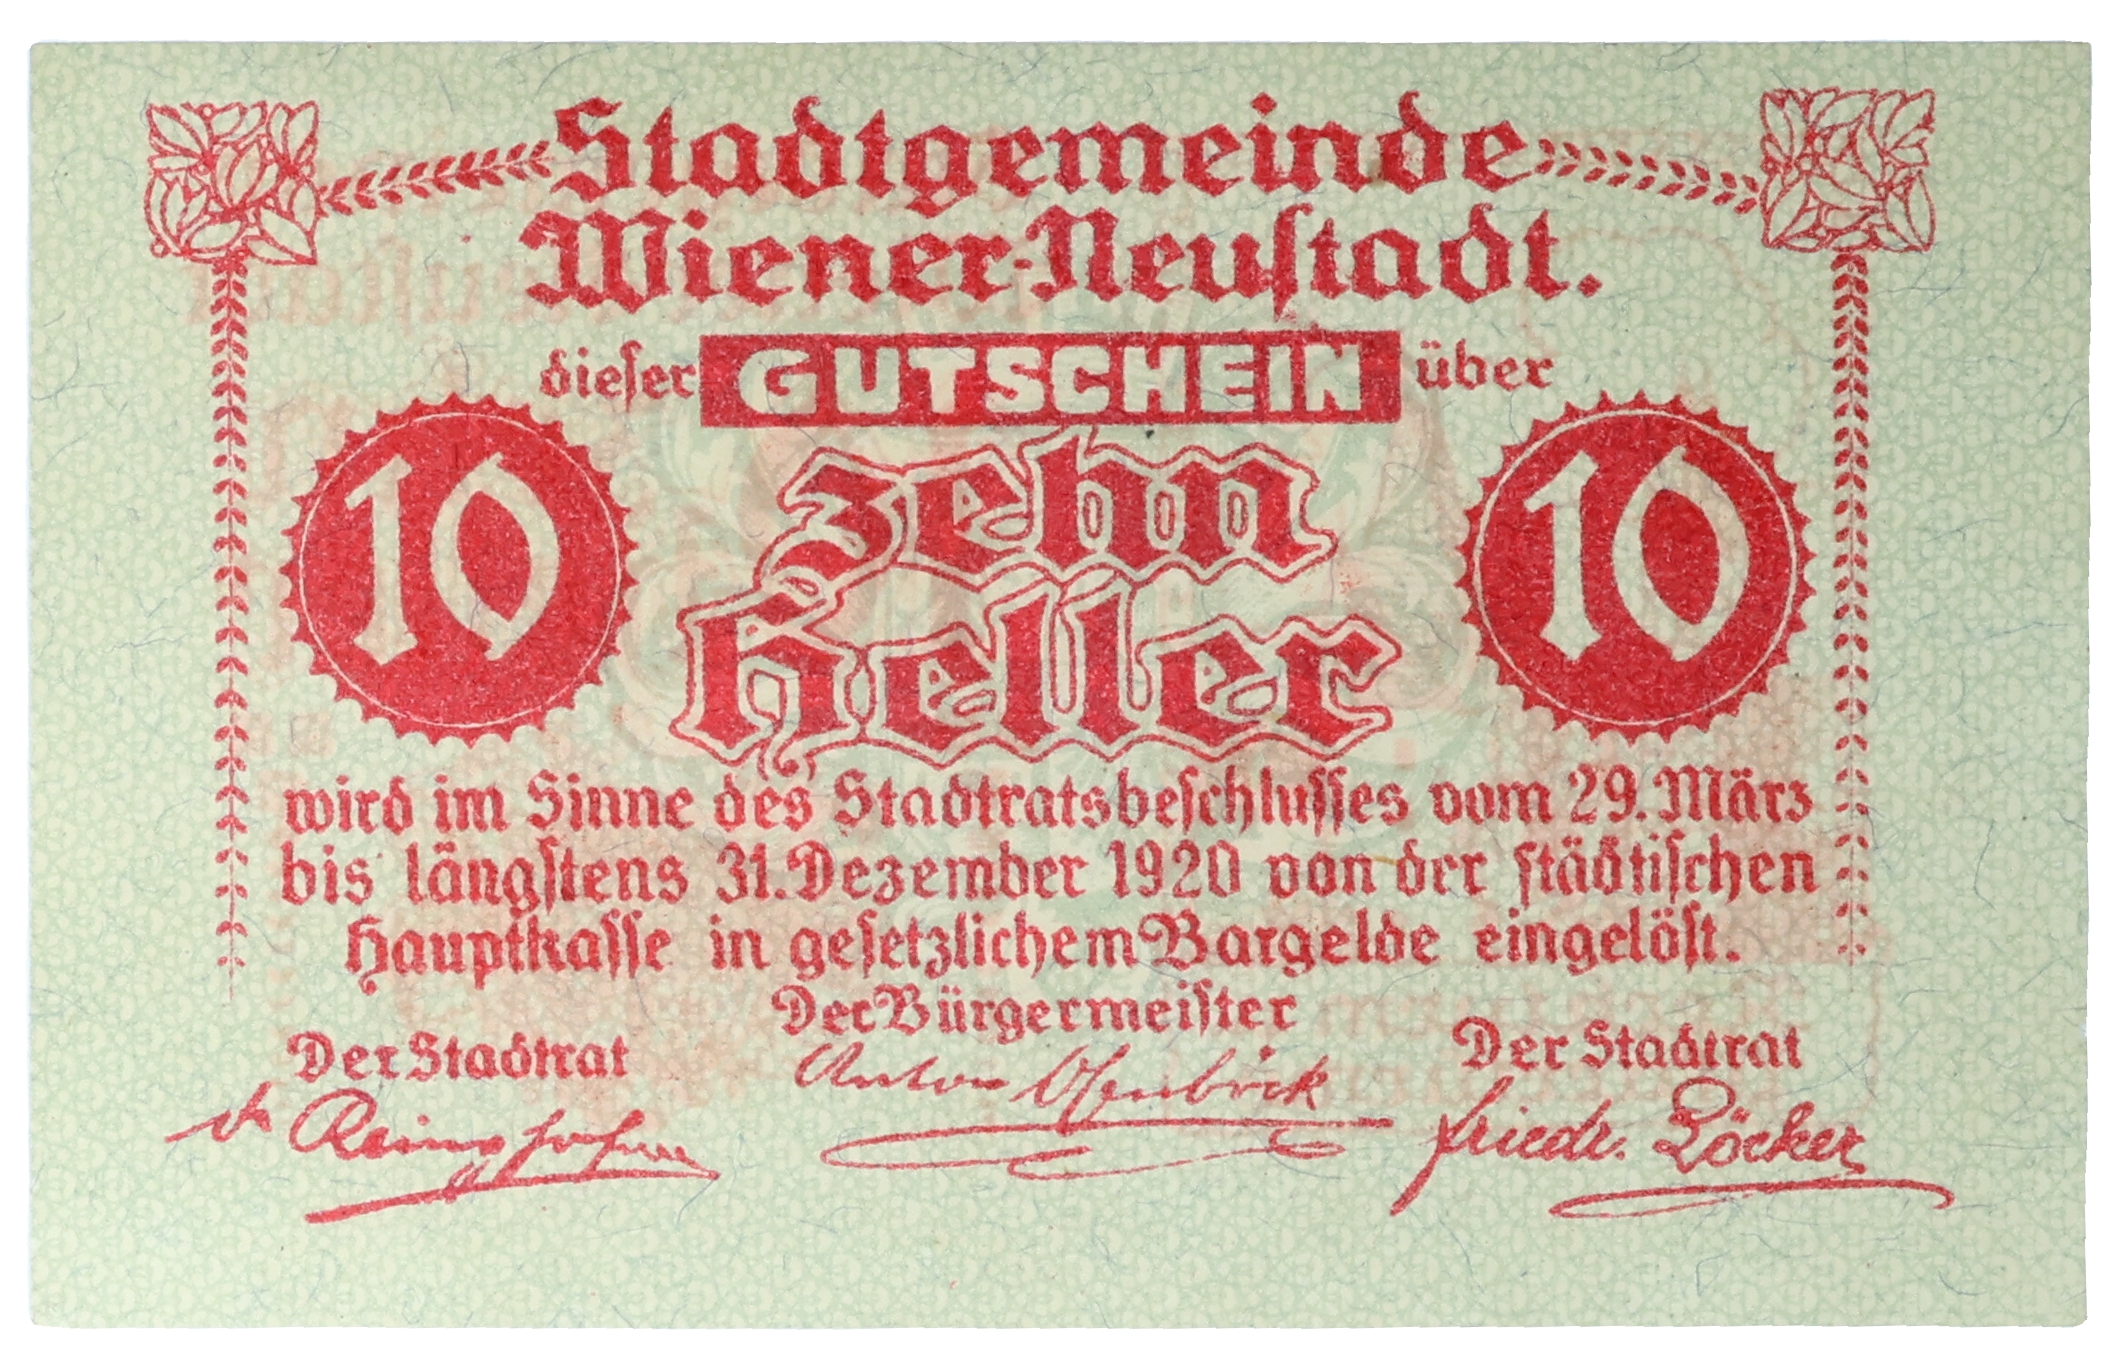 Stadtgemeinde
Wiener-Neustadt.
dieser GUTSCHEIN über
10 zehn 10
Heller
wird im Sinne des Stadtratsbeschlusses vom 29. März
bis längstens 31. Dezember 1920 von der städtischen
Hauptkasse in gesetzlichem Bargelde eingelöst.
Der Bürgermeister
Der Stadtrat Der Stadtrat
Anton Ofenböck
Friedr. Löcker